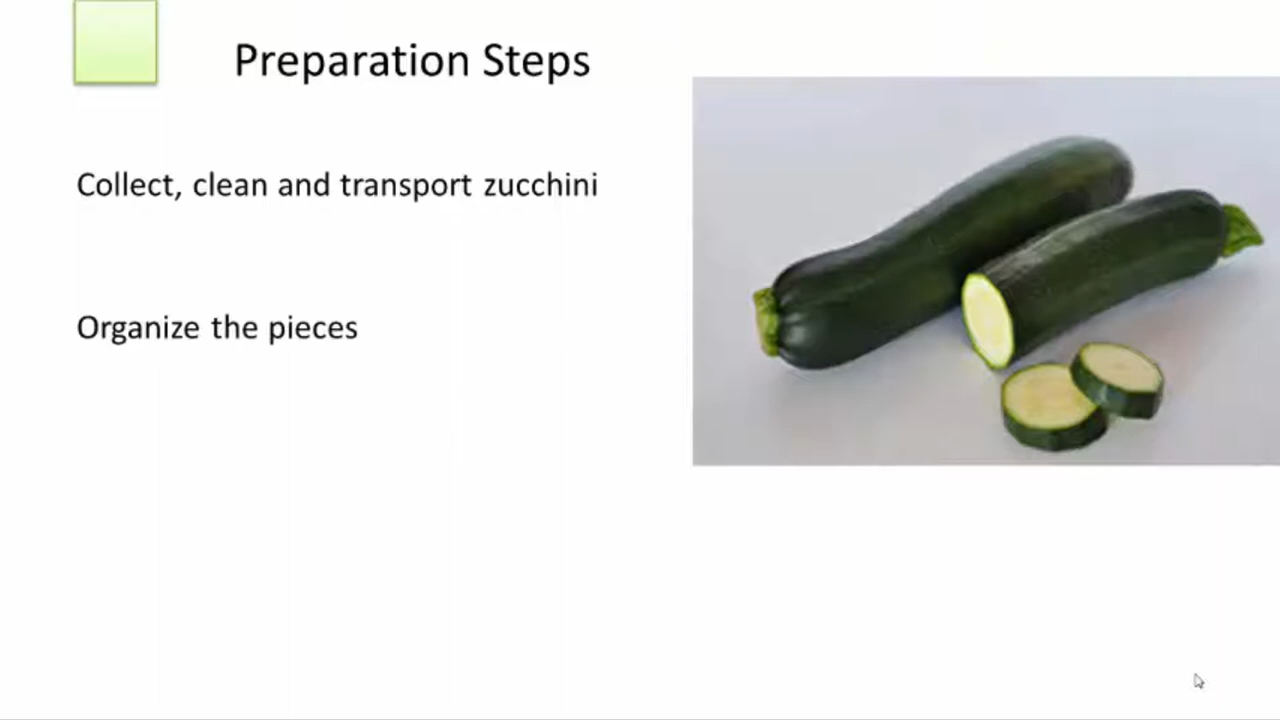 Preparation Steps
Collect, clean and transport zucchini
Organize the pieces